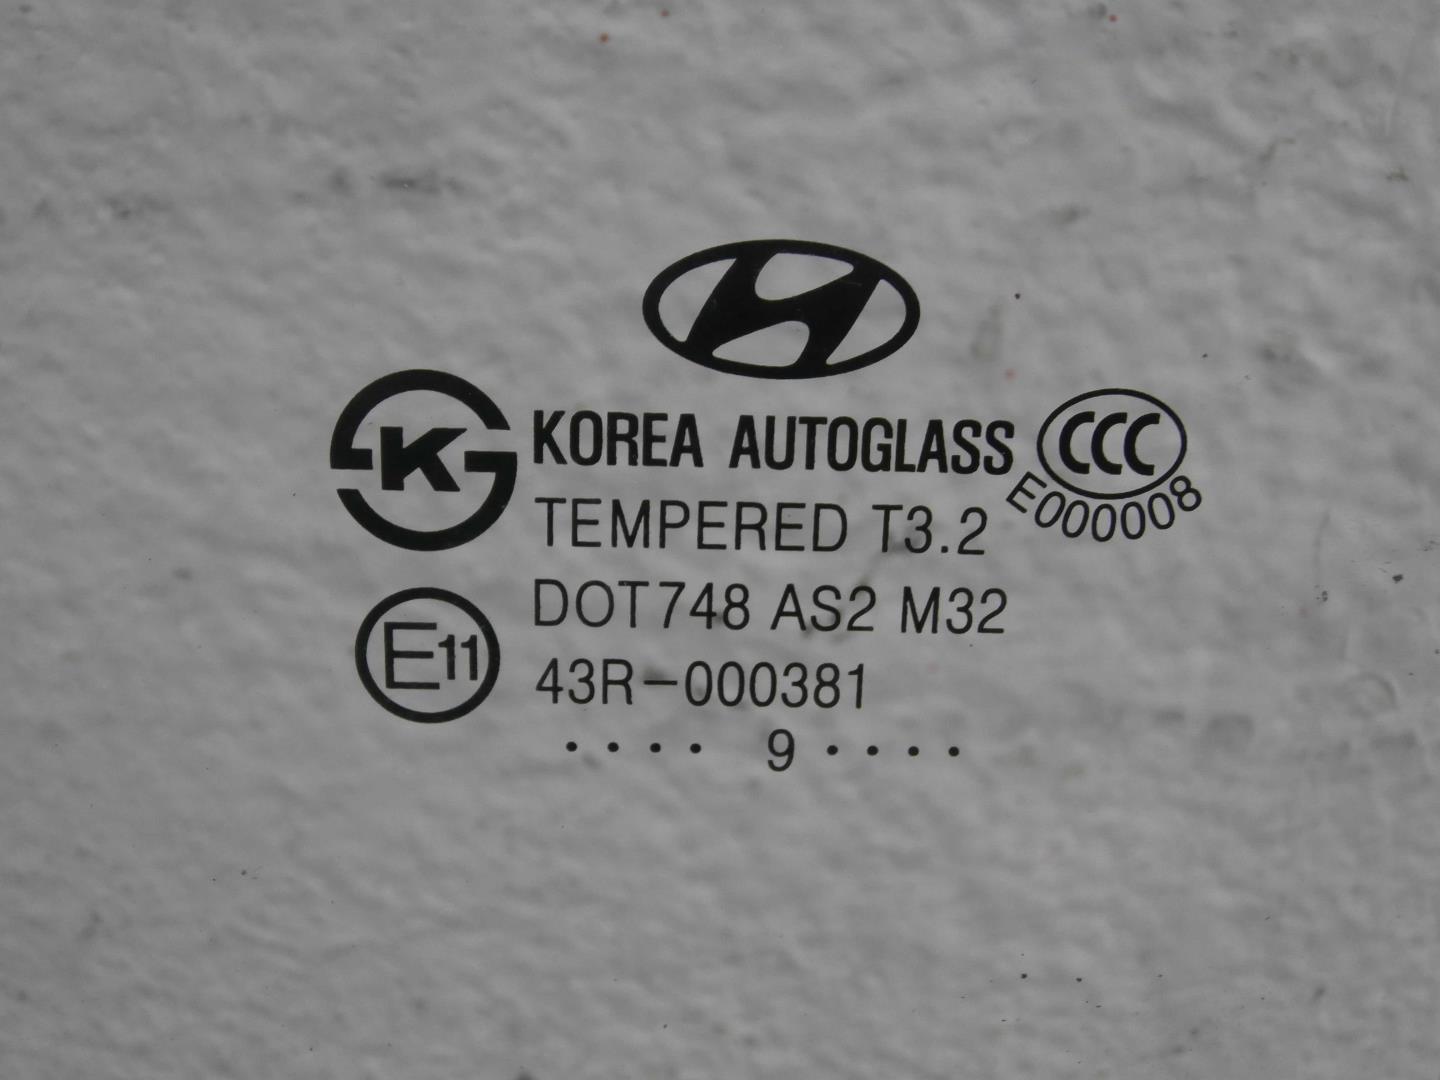 K
KOREA AUTOGLASS
CCC
E000008
TEMPERED T3.2
DOT748 AS2 M32
E11
43R-000381
.... 9 ....